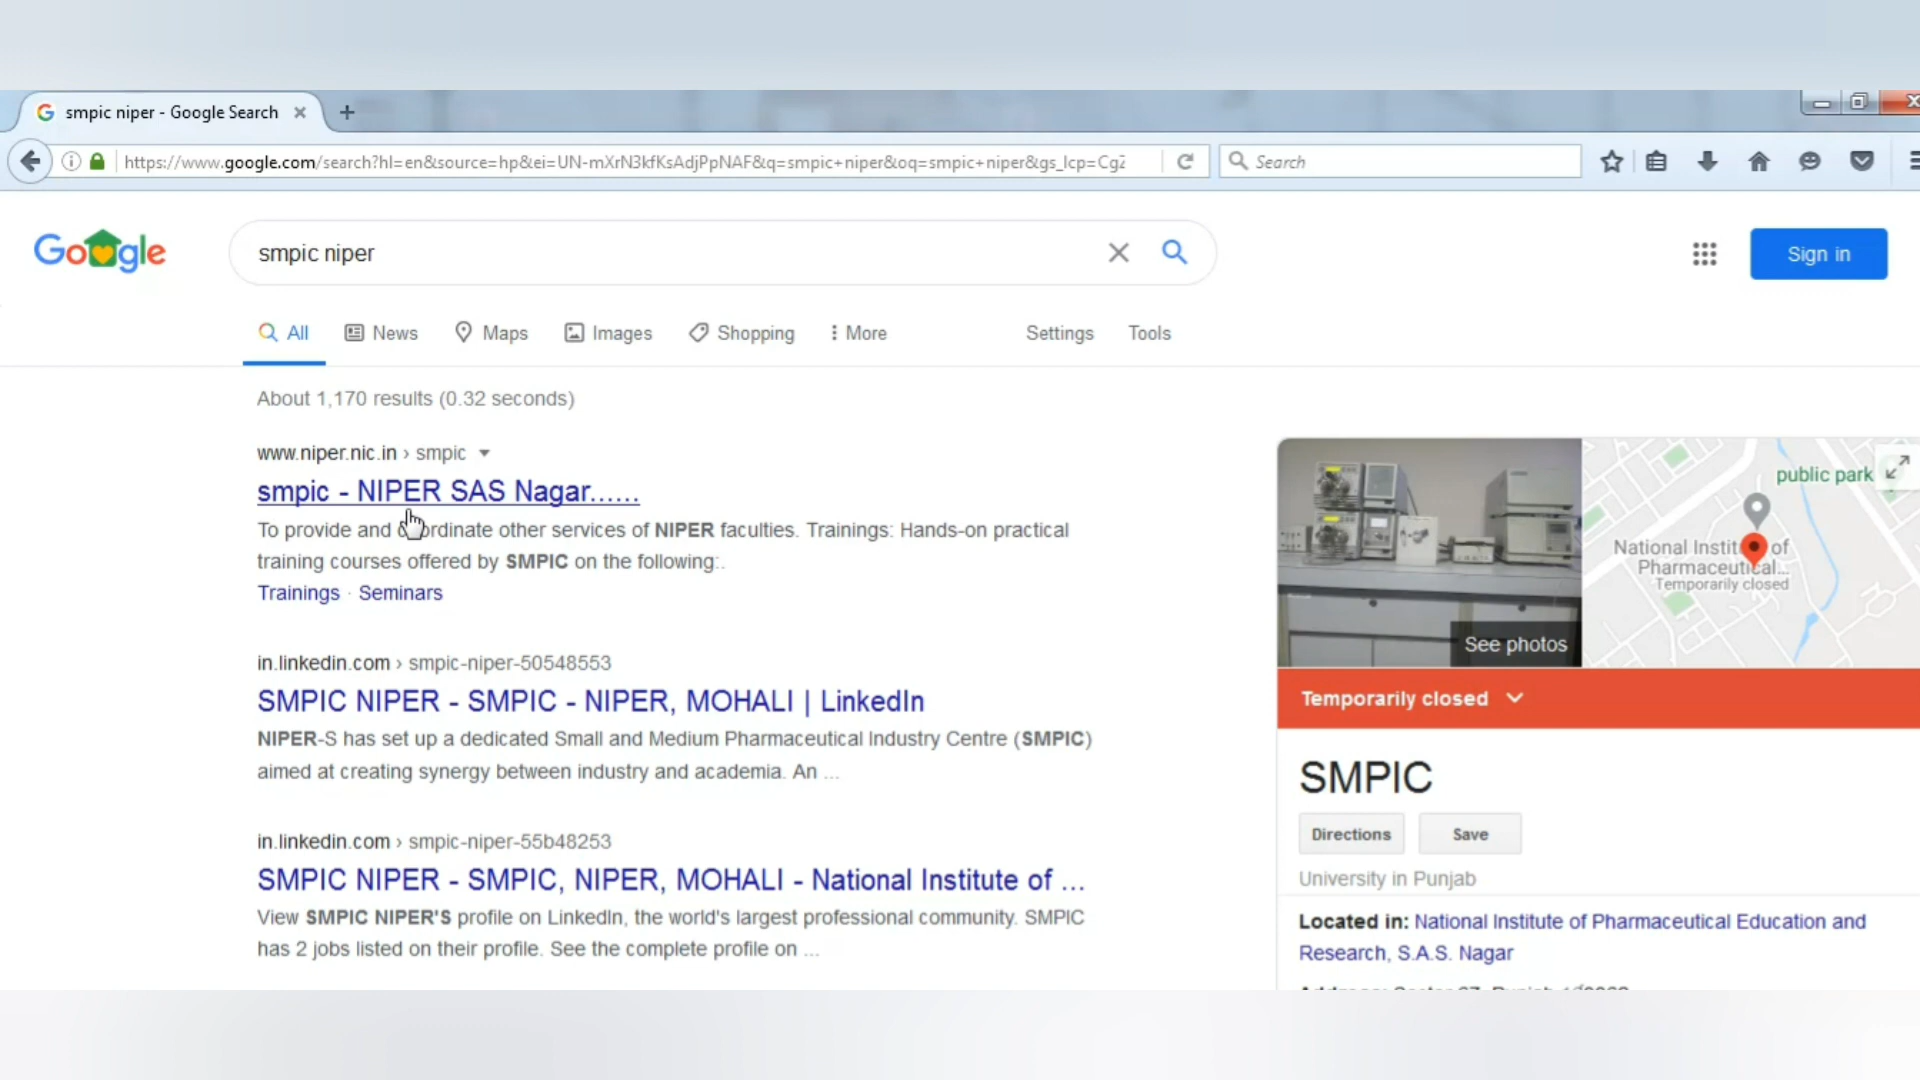 smpic niper - Google Search
https://www.google.com/search?hl=en&source=hp&ei=UN-mXrN3kfKsAdjPpNAF&q=smpic+niper&oq=smpic+niper&gs_lcp=CgZ
Search
Google
smpic niper
Sign in
All News Maps Images Shopping More Settings Tools
About 1,170 results (0.32 seconds)
www.niper.nic.in › smpic
smpic - NIPER SAS Nagar......
To provide and coordinate other services of NIPER faculties. Trainings: Hands-on practical
training courses offered by SMPIC on the following:.
Trainings · Seminars
in.linkedin.com › smpic-niper-50548553
SMPIC NIPER - SMPIC - NIPER, MOHALI | LinkedIn
NIPER-S has set up a dedicated Small and Medium Pharmaceutical Industry Centre (SMPIC)
aimed at creating synergy between industry and academia. An ...
in.linkedin.com › smpic-niper-55b48253
SMPIC NIPER - SMPIC, NIPER, MOHALI - National Institute of ...
View SMPIC NIPER'S profile on LinkedIn, the world's largest professional community. SMPIC
has 2 jobs listed on their profile. See the complete profile on ...
public park
National Institute of
Pharmaceutical...
Temporarily closed
See photos
Temporarily closed
SMPIC
Directions
Save
University in Punjab
Located in: National Institute of Pharmaceutical Education and
Research, S.A.S. Nagar